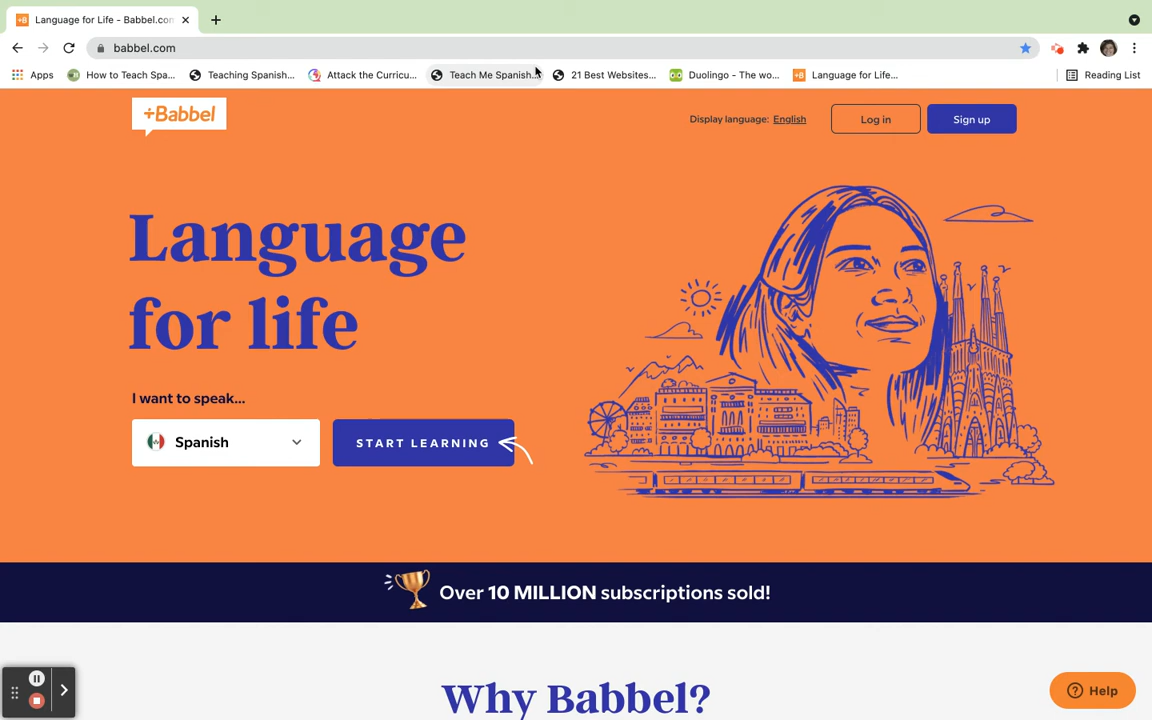 Language for Life - Babbel.com
babbel.com
Apps How to Teach Spa... Teaching Spanish... Attack the Curricu... Teach Me Spanish... 21 Best Websites... Duolingo - The wo... Language for Life... Reading List
+Babbel
Display language: English Log in Sign up
Language
for life
I want to speak...
Spanish START LEARNING
Over 10 MILLION subscriptions sold!
Why Babbel?
Help